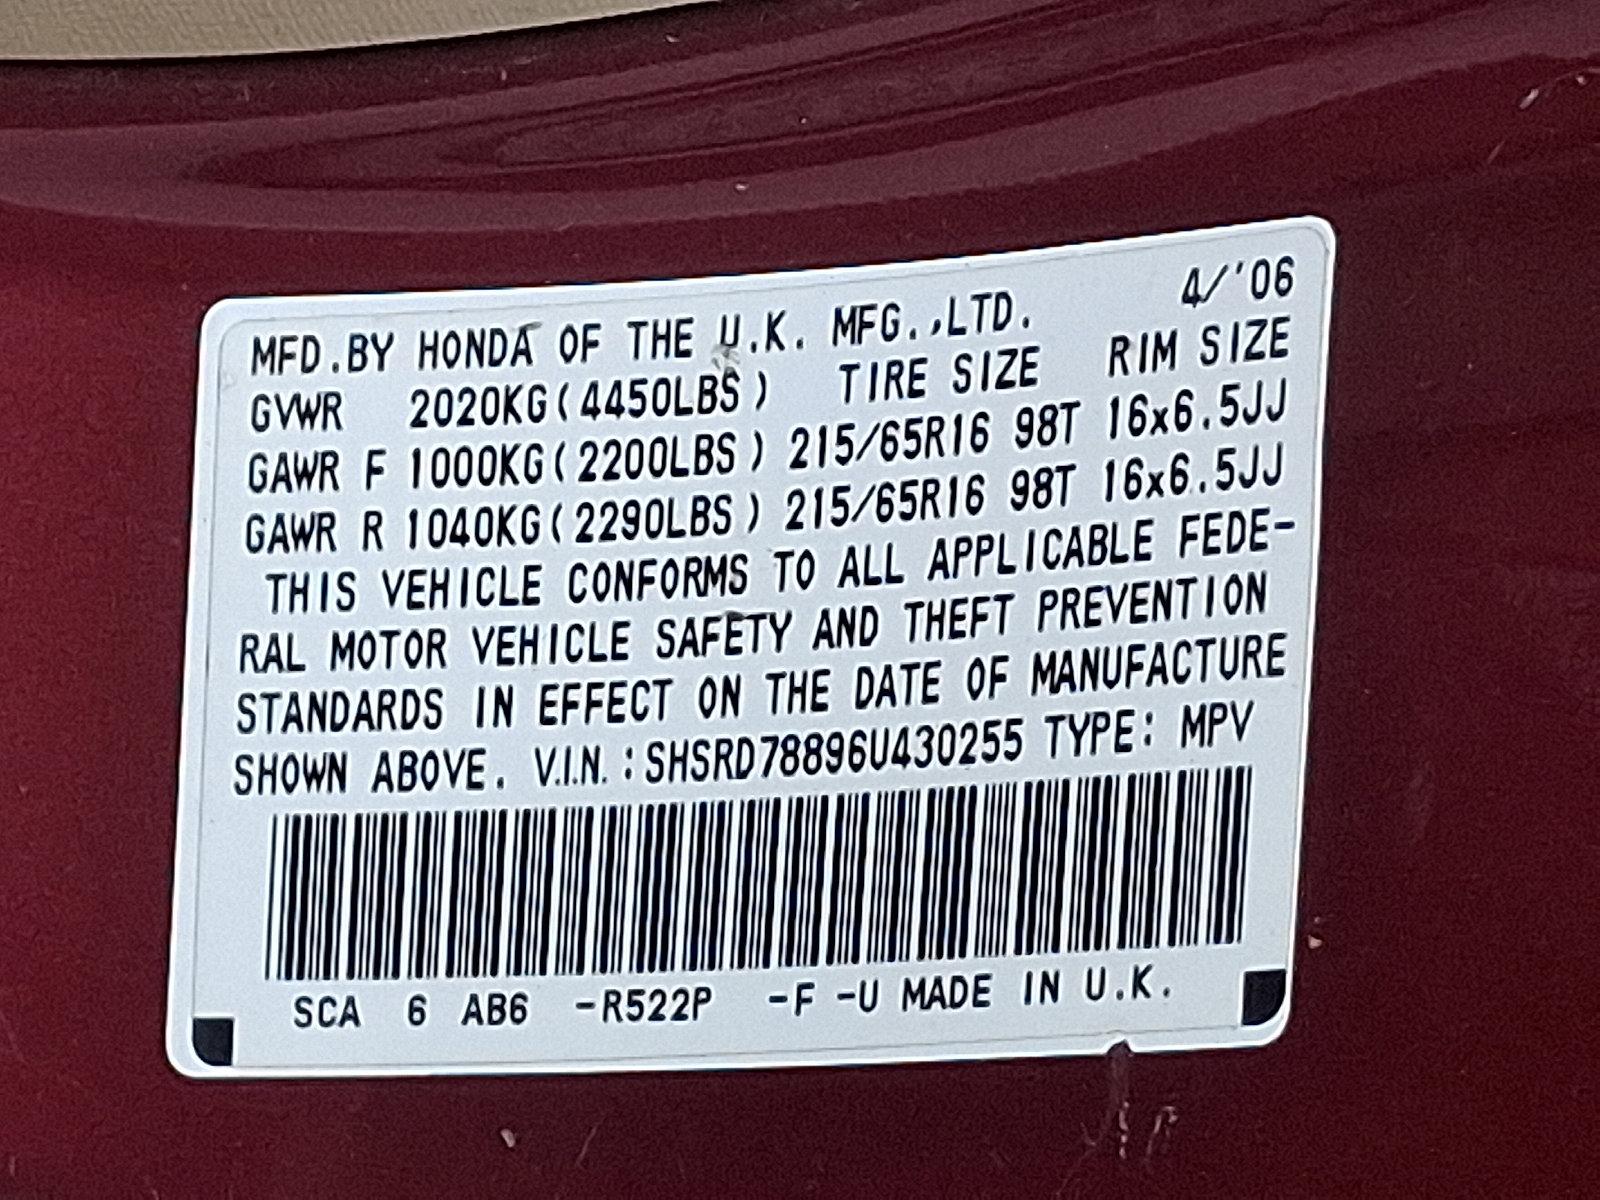 4/'06
MFD.BY HONDA OF THE U.K. MFG.,LTD.
GVWR 2020KG(4450LBS) TIRE SIZE RIM SIZE
GAWR F 1000KG(2200LBS) 215/65R16 98T 16x6.5JJ
GAWR R 1040KG(2290LBS) 215/65R16 98T 16x6.5JJ
THIS VEHICLE CONFORMS TO ALL APPLICABLE FEDE-
RAL MOTOR VEHICLE SAFETY AND THEFT PREVENTION
STANDARDS IN EFFECT ON THE DATE OF MANUFACTURE
SHOWN ABOVE. V.I.N.:SHSRD78896U430255 TYPE: MPV
SCA 6 AB6 -R522P -F -U MADE IN U.K.